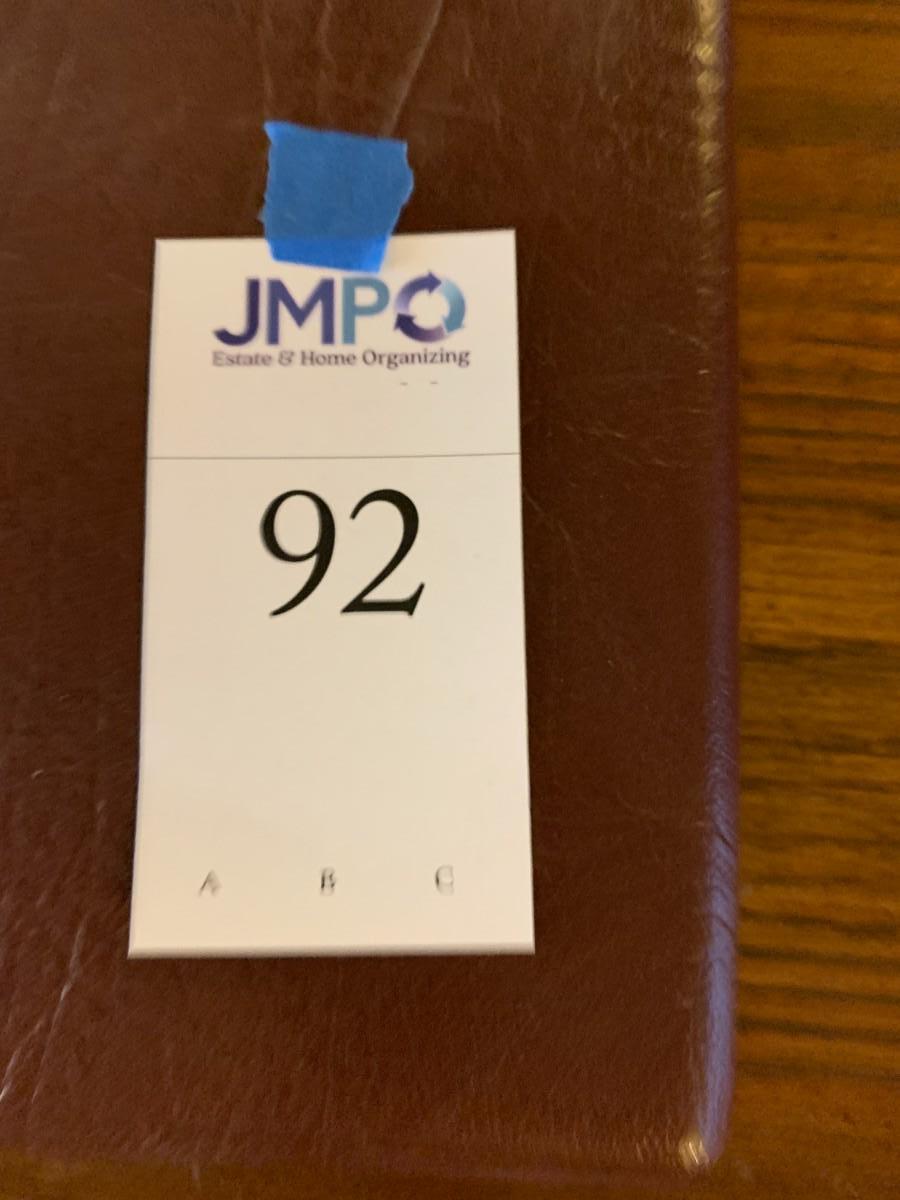 JMPO
Estate & Home Organizing
92
A B C